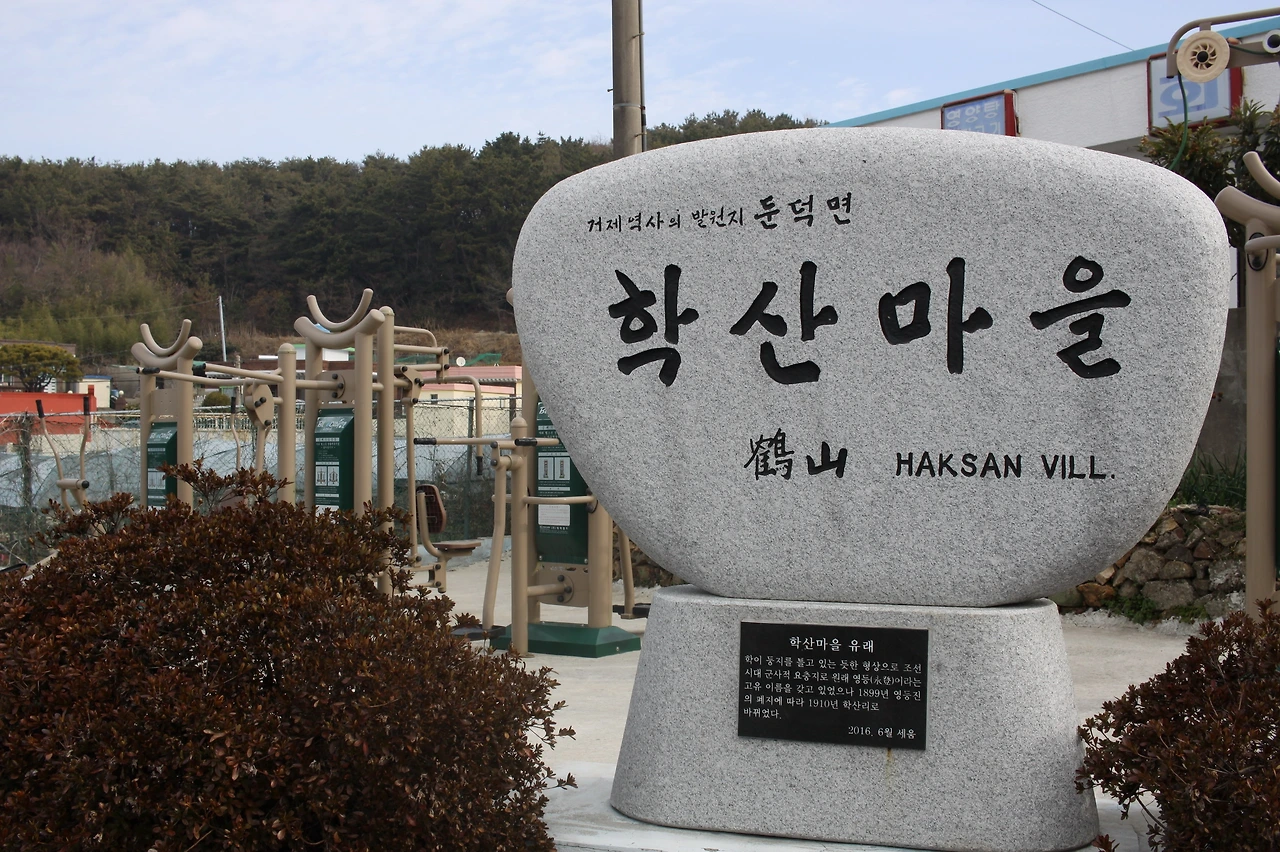 영양탕
회
거제역사의 발원지 둔덕면
학산마을
鶴山 HAKSAN VILL.
학산마을 유래
학이 둥지를 틀고 있는 듯한 형상으로 조선
시대 군사적 요충지로 원래 영등(永登)이라는
고유 이름을 갖고 있었으나 1899년 영등진
의 폐지에 따라 1910년 학산리로
바뀌었다.
2016. 6월 세움